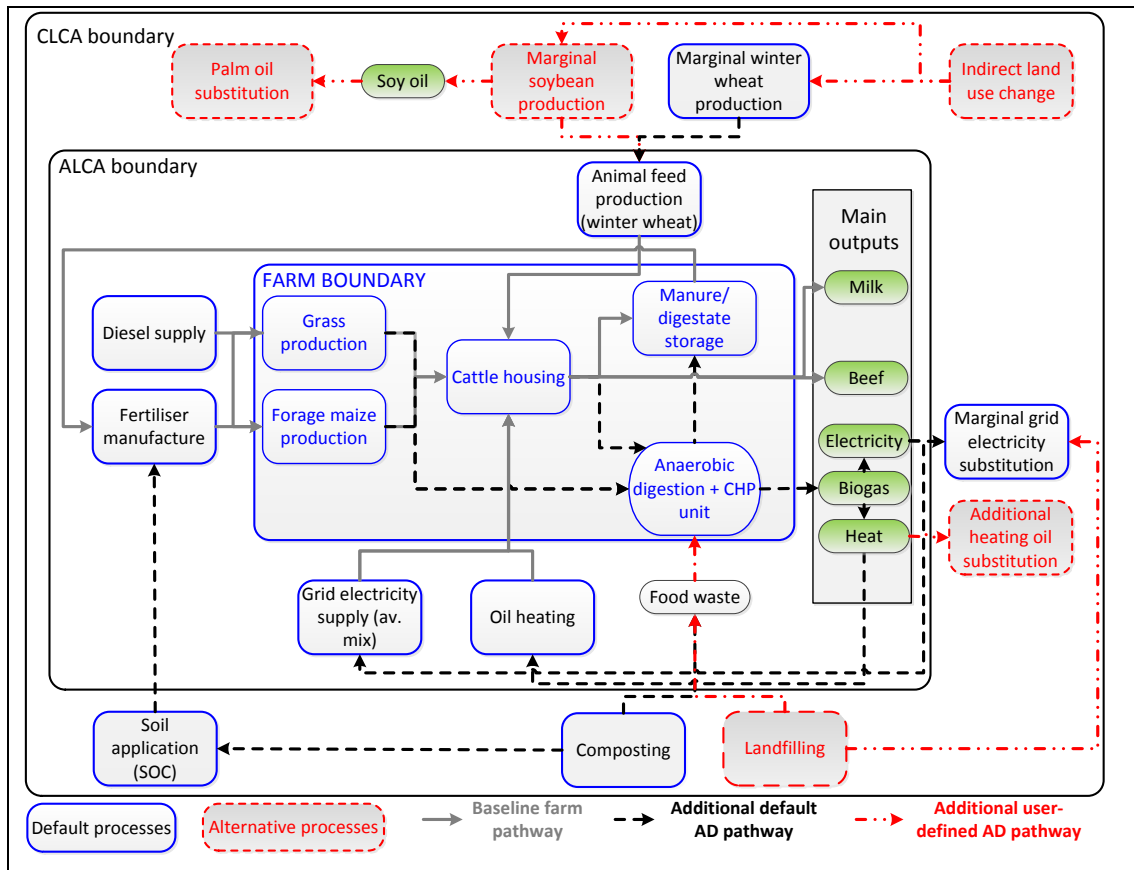 CLCA boundary
Palm oil
substitution
Soy oil
Marginal
soybean
production
Marginal winter
wheat
production
Indirect land
use change
ALCA boundary
Animal feed
production
(winter wheat)
Main
outputs
FARM BOUNDARY
Diesel supply
Grass
production
Manure/
digestate
storage
Milk
Cattle housing
Beef
Fertiliser
manufacture
Forage maize
production
Electricity
Marginal grid
electricity
substitution
Anaerobic
digestion + CHP
unit
Biogas
Heat
Additional
heating oil
substitution
Grid electricity
supply (av.
mix)
Oil heating
Food waste
Soil
application
(SOC)
Composting
Landfilling
Default processes
Alternative processes
Baseline farm
pathway
Additional default
AD pathway
Additional user-
defined AD pathway